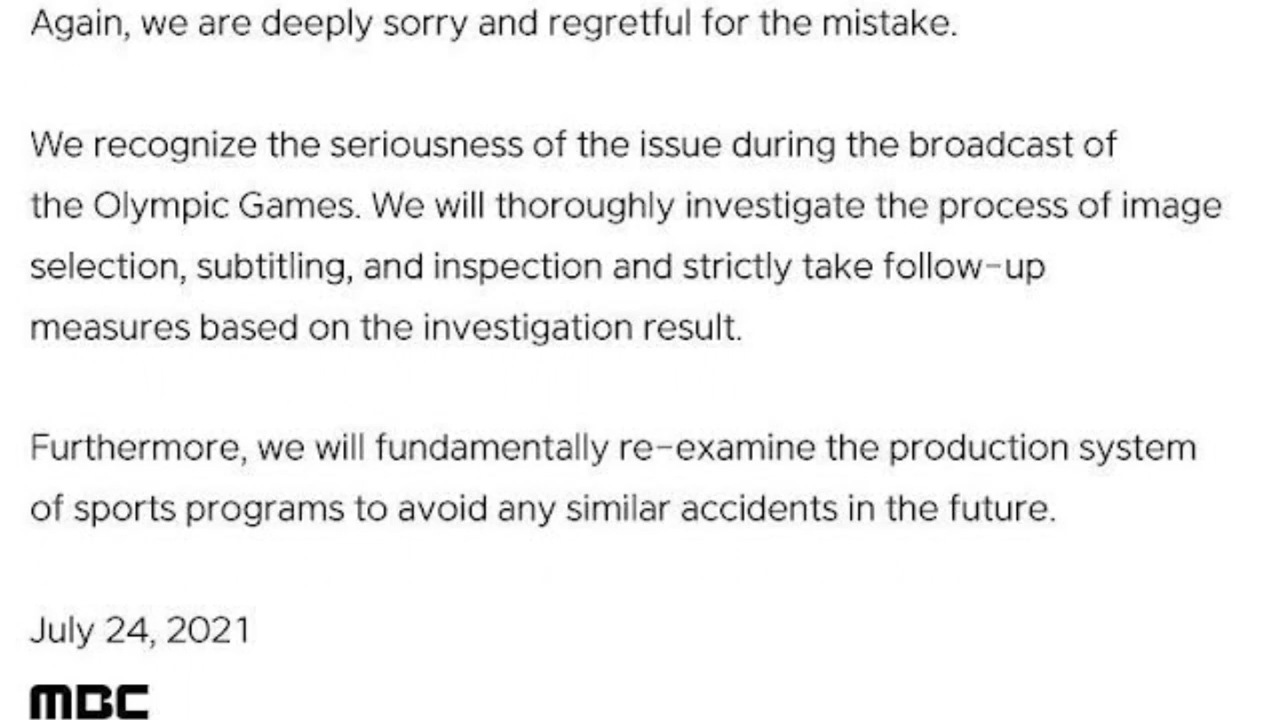 Again, we are deeply sorry and regretful for the mistake.
We recognize the seriousness of the issue during the broadcast of
the Olympic Games. We will thoroughly investigate the process of image
selection, subtitling, and inspection and strictly take follow-up
measures based on the investigation result.
Furthermore, we will fundamentally re-examine the production system
of sports programs to avoid any similar accidents in the future.
July 24, 2021
MBC